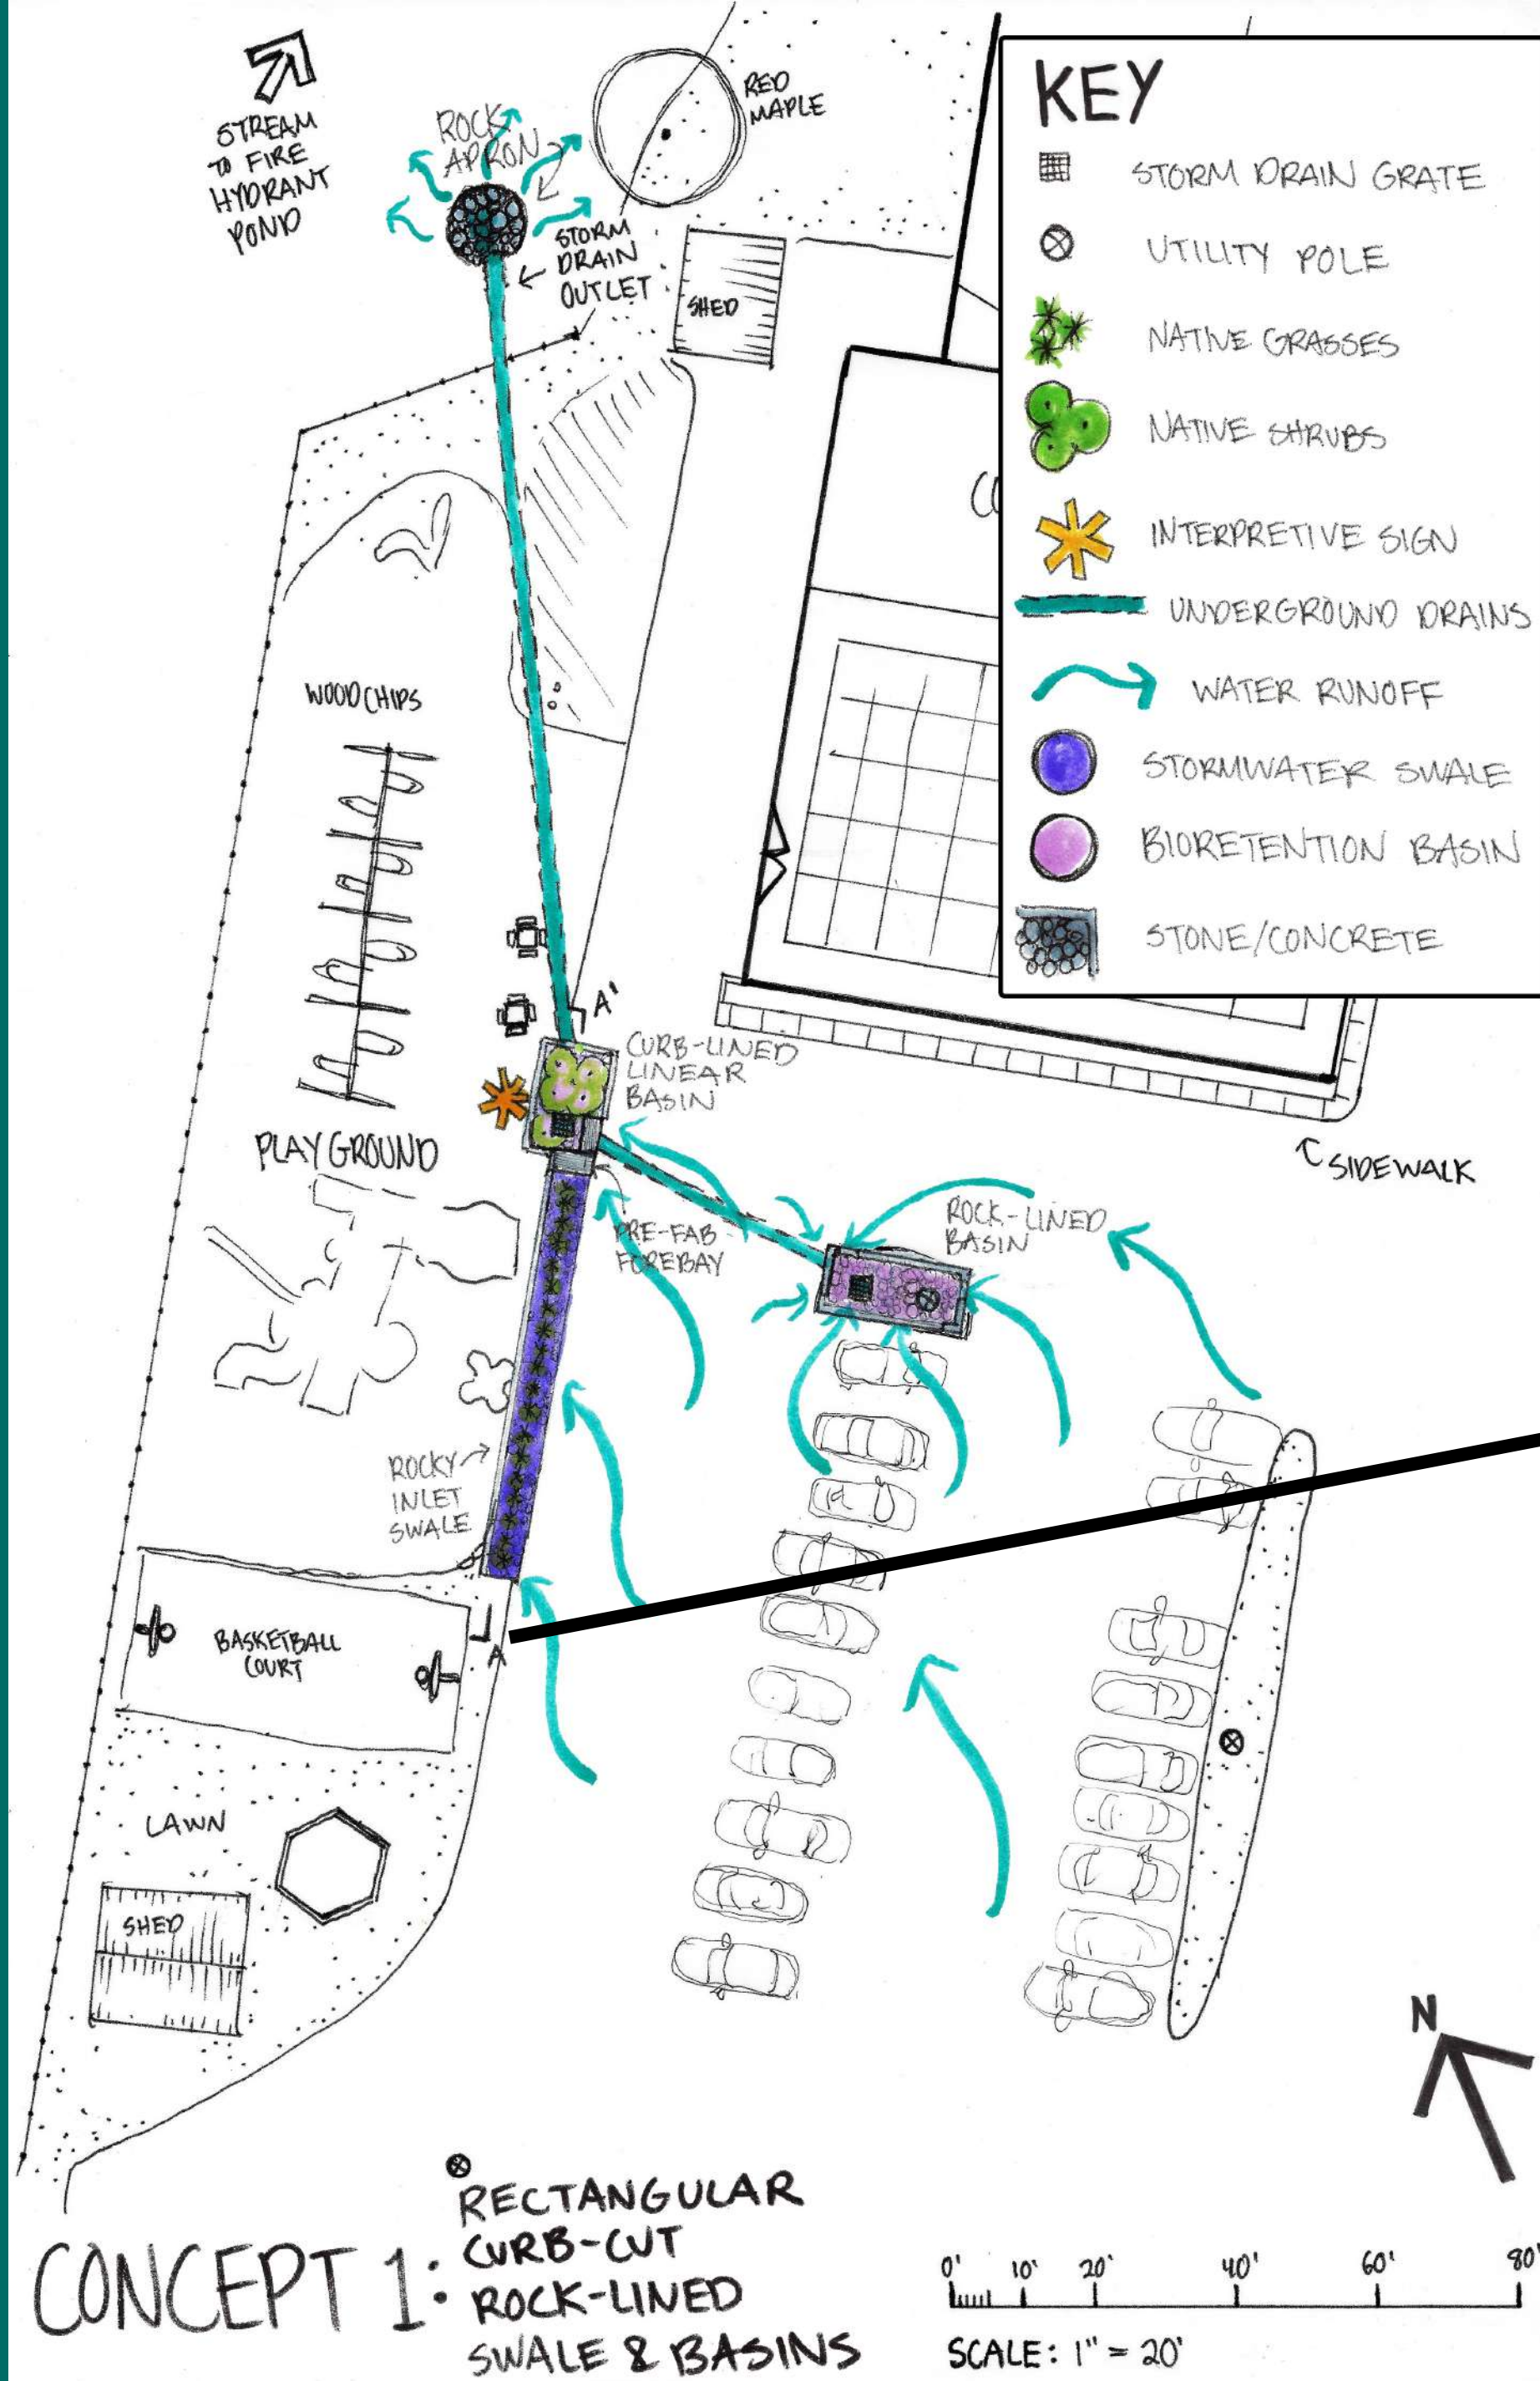 STREAM
TO FIRE
HYDRANT
POND
ROCK
APRON
RED
MAPLE
STORM
DRAIN
OUTLET
SHED
KEY
STORM DRAIN GRATE
UTILITY POLE
NATIVE GRASSES
NATIVE SHRUBS
INTERPRETIVE SIGN
UNDERGROUND DRAINS
WATER RUNOFF
STORMWATER SWALE
BIORETENTION BASIN
STONE/CONCRETE
WOODCHIPS
A'
CURB-LINED
LINEAR
BASIN
PLAYGROUND
SIDEWALK
PRE-FAB
FOREBAY
ROCK-LINED
BASIN
ROCKY
INLET
SWALE
BASKETBALL
COURT
A
LAWN
SHED
N
CONCEPT 1:
RECTANGULAR
CURB-CUT
ROCK-LINED
SWALE & BASINS
0' 10' 20' 40' 60' 80'
SCALE: 1" = 20'